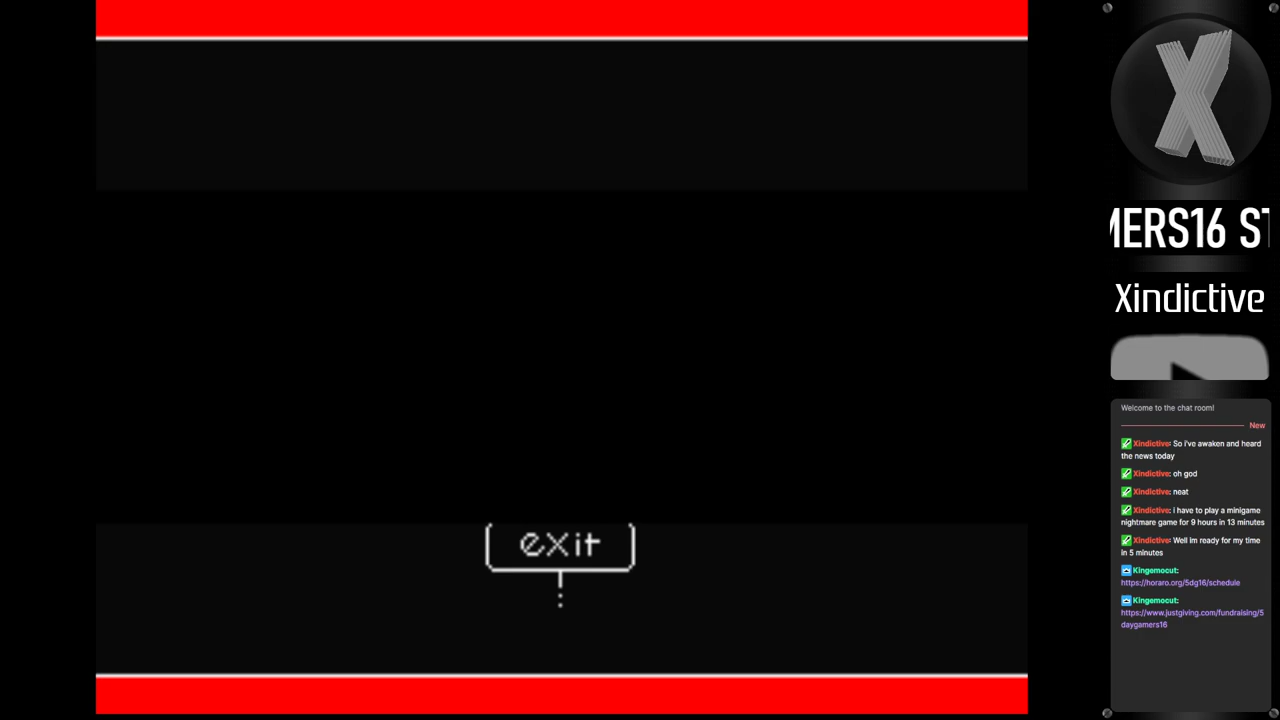 exit
X
MERS16 ST
Xindictive
Welcome to the chat room!
New
Xindictive: So i've awaken and heard
the news today
Xindictive: oh god
Xindictive: neat
Xindictive: i have to play a minigame
nightmare game for 9 hours in 13 minutes
Xindictive: Well Im ready for my time
in 5 minutes
Kingemocut:
https://horaro.org/5dg16/schedule
Kingemocut:
https://www.justgiving.com/fundraising/5
daygamers16